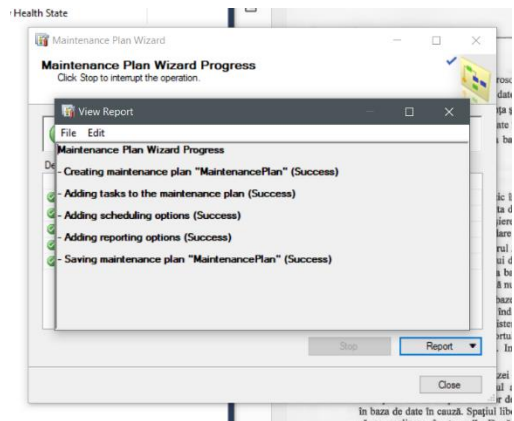 Health State
Maintenance Plan Wizard
Maintenance Plan Wizard Progress
Click Stop to interrupt the operation.
View Report
File Edit
Maintenance Plan Wizard Progress
- Creating maintenance plan "MaintenancePlan" (Success)
- Adding tasks to the maintenance plan (Success)
- Adding scheduling options (Success)
- Adding reporting options (Success)
- Saving maintenance plan "MaintenancePlan" (Success)
Stop
Report
Close
în baza de date în cauză. Spațiul